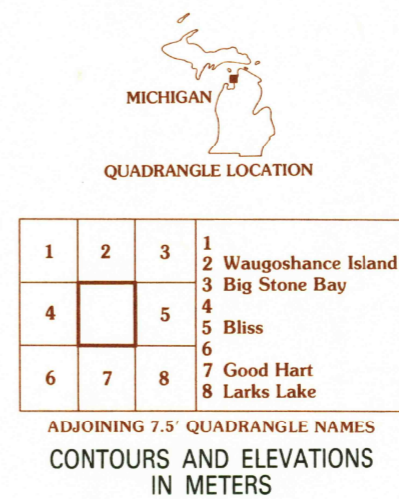 MICHIGAN
QUADRANGLE LOCATION
1 2 3
4 5
6 7 8
1
2 Waugoshance Island
3 Big Stone Bay
4
5 Bliss
6
7 Good Hart
8 Larks Lake
ADJOINING 7.5′ QUADRANGLE NAMES
CONTOURS AND ELEVATIONS
IN METERS